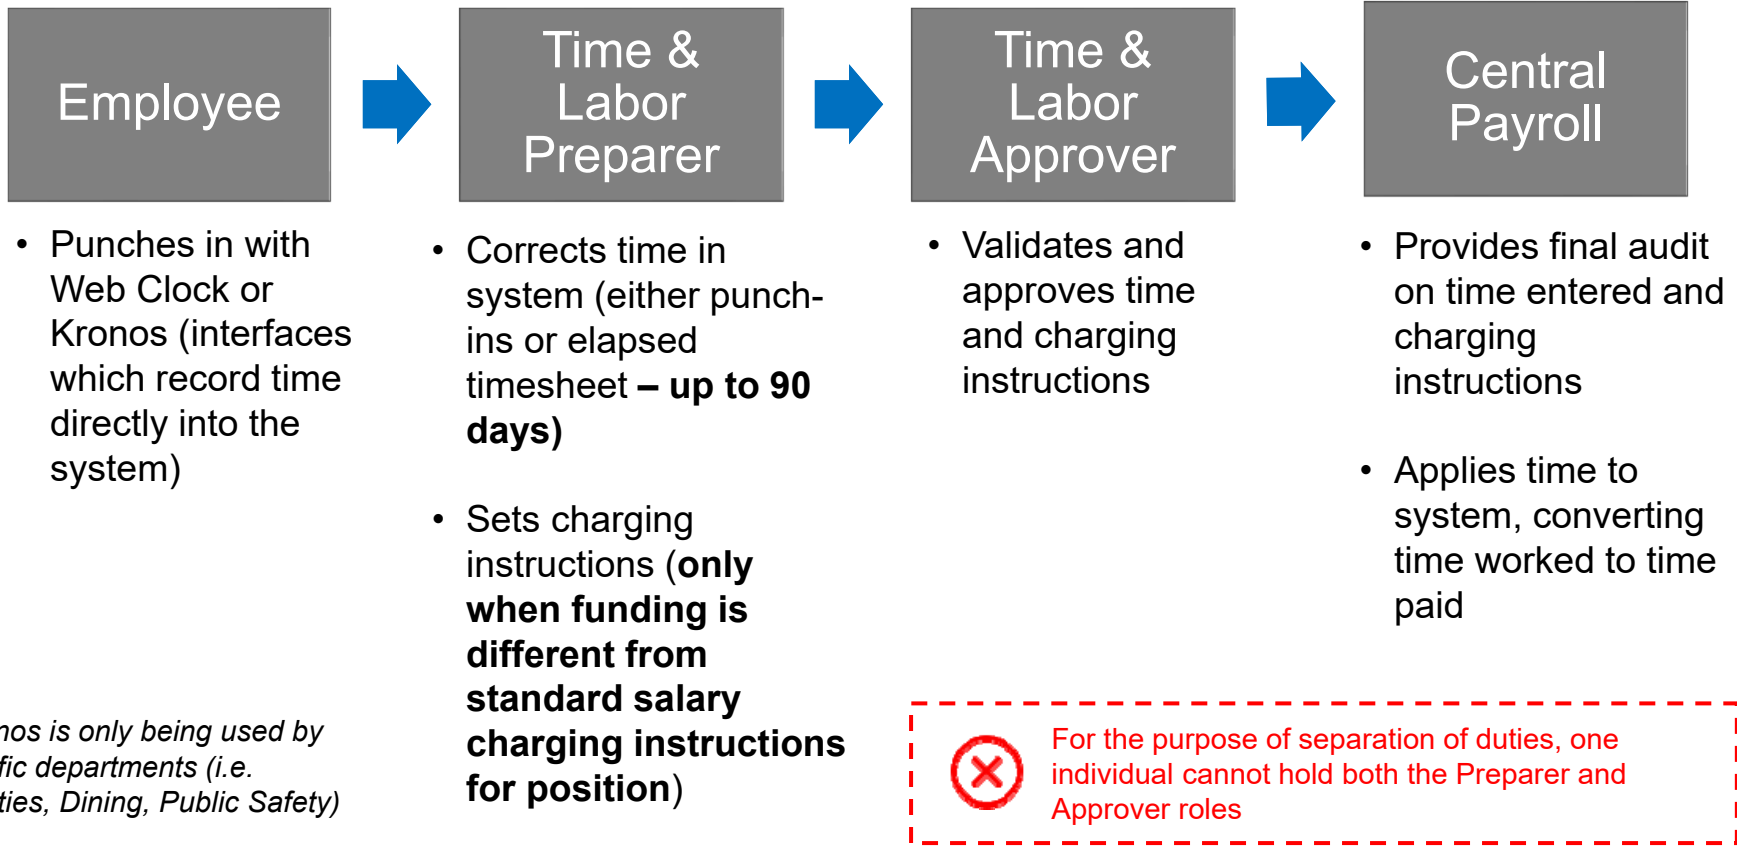 Employee
Time &
Labor
Preparer
Time &
Labor
Approver
Central
Payroll
• Punches in with
Web Clock or
Kronos (interfaces
which record time
directly into the
system)
• Corrects time in
system (either punch-
ins or elapsed
timesheet – up to 90
days)
• Sets charging
instructions (only
when funding is
different from
standard salary
charging instructions
for position)
• Validates and
approves time
and charging
instructions
• Provides final audit
on time entered and
charging
instructions
• Applies time to
system, converting
time worked to time
paid
is only being used by
departments (i.e.
Dining, Public Safety)
For the purpose of separation of duties, one
individual cannot hold both the Preparer and
Approver roles